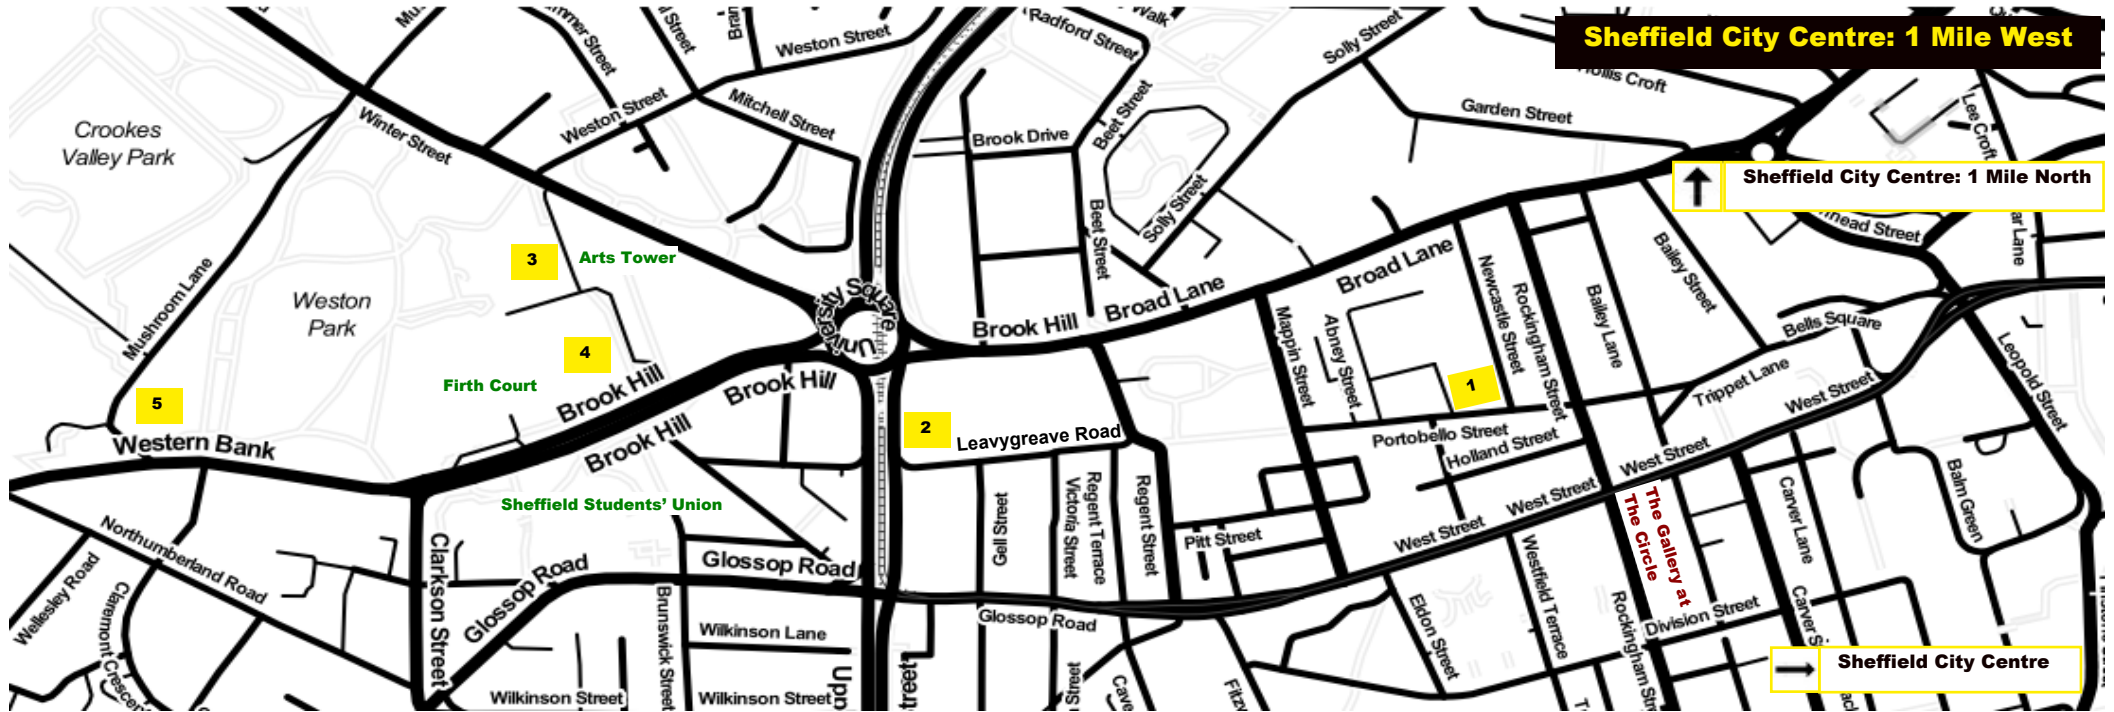 Sheffield City Centre: 1 Mile West
Radford Street
Walk
Solly Street
Weston Street
Hollis Croft
Garden Street
Lee Croft
Crookes
Valley Park
Winter Street
Weston Street
Mitchell Street
Brook Drive
Beet Street
Sheffield City Centre: 1 Mile North
Solly Street
Beet Street
Bailey Street
3
Arts Tower
Mushroom Lane
Weston
Park
University Square
Brook Hill
Broad Lane
Broad Lane
Newcastle Street
Rockingham Street
Bailey Lane
Bells Square
Leopold Street
Mappin Street
Abney Street
4
Firth Court
Brook Hill
Brook Hill
1
Trippet Lane
West Street
5
Western Bank
Brook Hill
2
Leavygreave Road
Portobello Street
Holland Street
West Street
Sheffield Students' Union
Gell Street
Victoria Street
Regent Terrace
Regent Street
Pitt Street
West Street
West Street
The Gallery at
The Circle
Carver Lane
Balm Green
Northumberland Road
Wellesley Road
Claremont Crescent
Clarkson Street
Glossop Road
Glossop Road
Glossop Road
Brunswick Street
Wilkinson Lane
Wilkinson Street
Wilkinson Street
Eldon Street
Westfield Terrace
Rockingham
Division Street
Carver
Sheffield City Centre